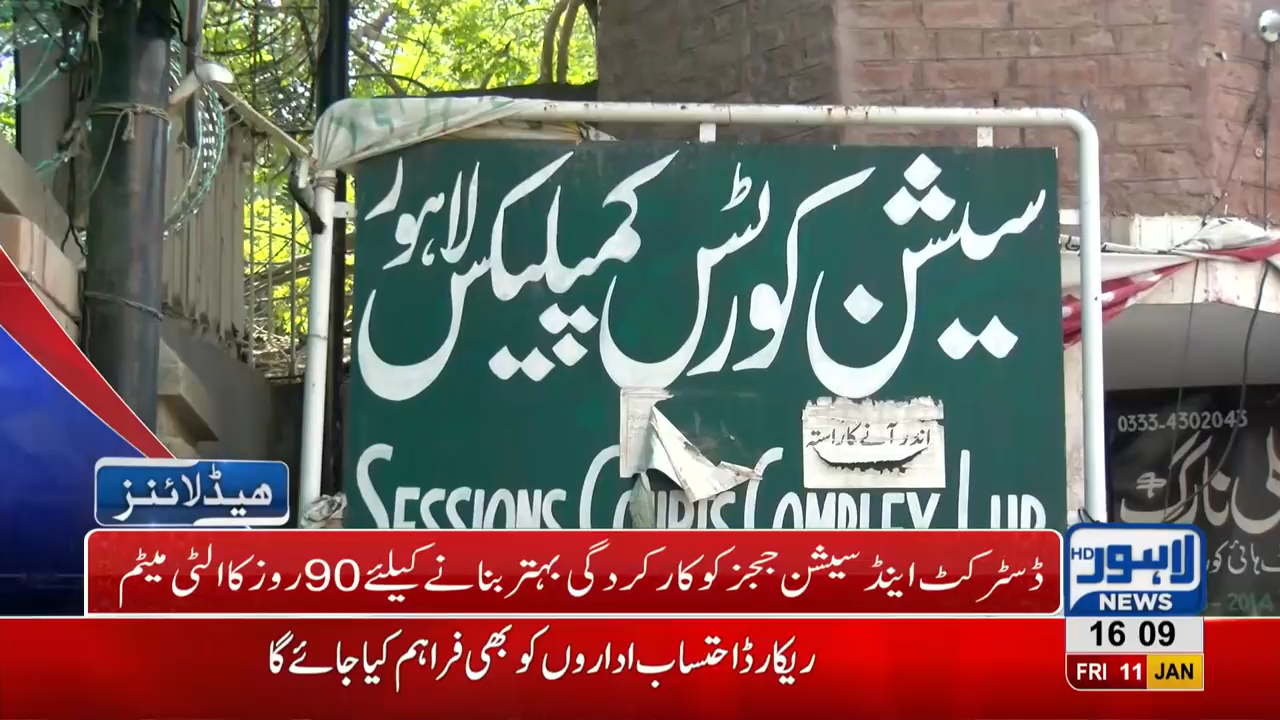 سیشن کورٹس کمپلیکس لاہور
اندر آنے کا راستہ
SESSIONS COURTS COMPLEX LHR
0333-4302043
ہیڈلائنز
ڈسٹرکٹ اینڈ سیشن ججز کو کارکردگی بہتر بنانے کیلئے 90 روز کا الٹی میٹم
ریکارڈ احتساب اداروں کو بھی فراہم کیا جائے گا
لاہور HD
NEWS
16 09
FRI 11 JAN